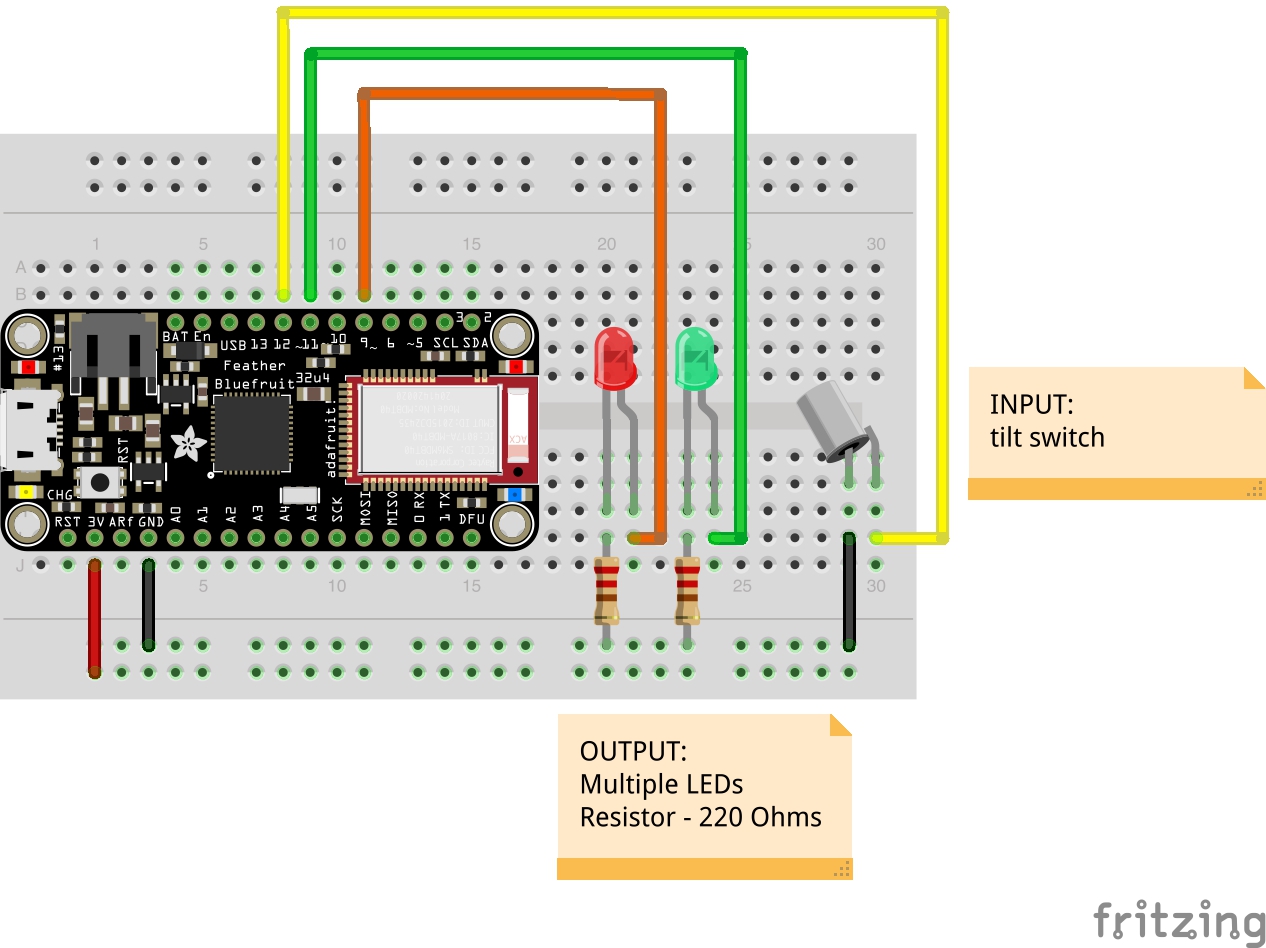 1 5 10 15 20 30
A
B
3 2
BAT En USB 13 12 ~11 ~10 9~ 6 ~5 SCL SDA
#13
Feather
Bluefruit 32u4
adafruit!
RST
CHG
RST 3V ARf GND A0 A1 A2 A3 A4 A5 SCK MOSI MISO 0 RX 1 TX DFU
J
5 10 15 20 25 30
INPUT:
tilt switch
OUTPUT:
Multiple LEDs
Resistor - 220 Ohms
fritzing